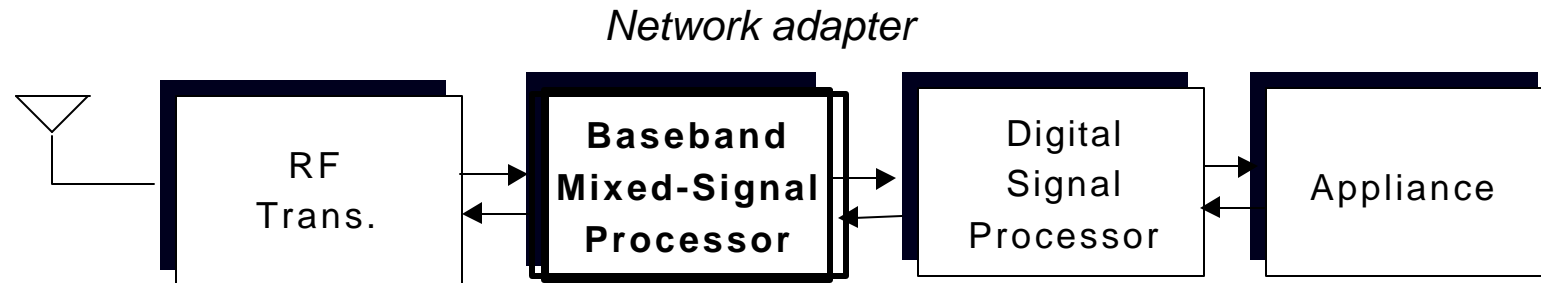 Network adapter
RF
Trans.
Baseband
Mixed-Signal
Processor
Digital
Signal
Processor
Appliance